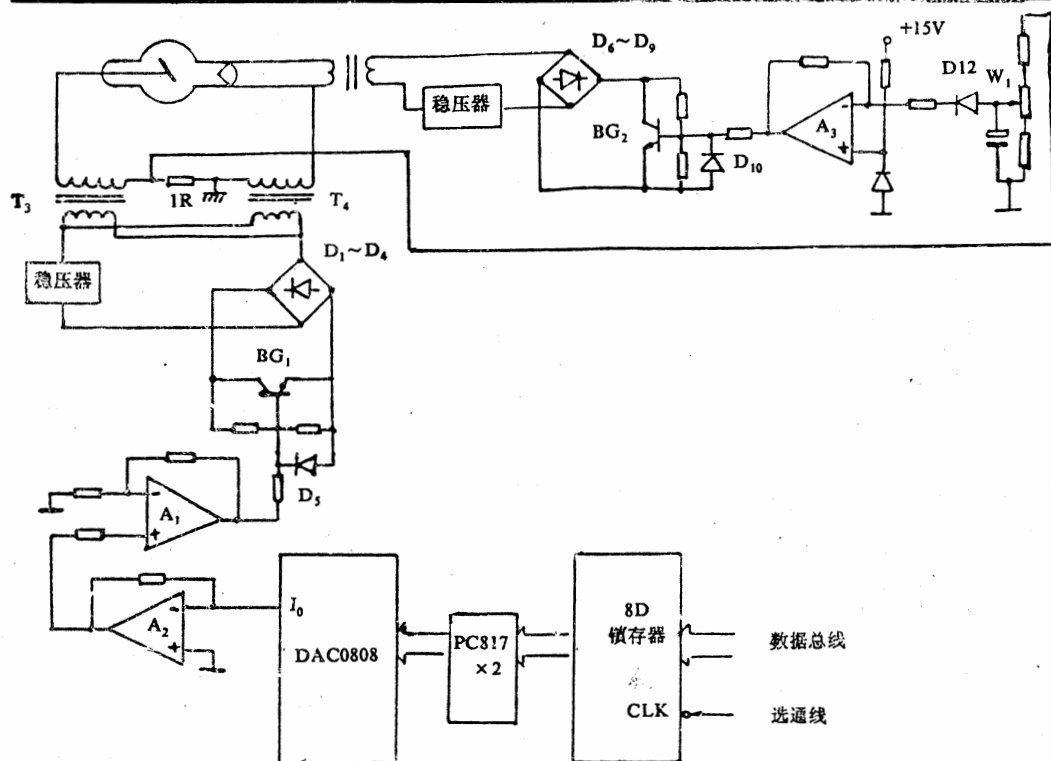 D₆~D₉
+15V
D12
W₁
稳压器
BG₂
A₃
D₁₀
T₃
1R
T₄
D₁~D₄
稳压器
BG₁
D₅
A₁
A₂
I₀
DAC0808
PC817
×2
8D
锁存器
CLK
数据总线
选通线